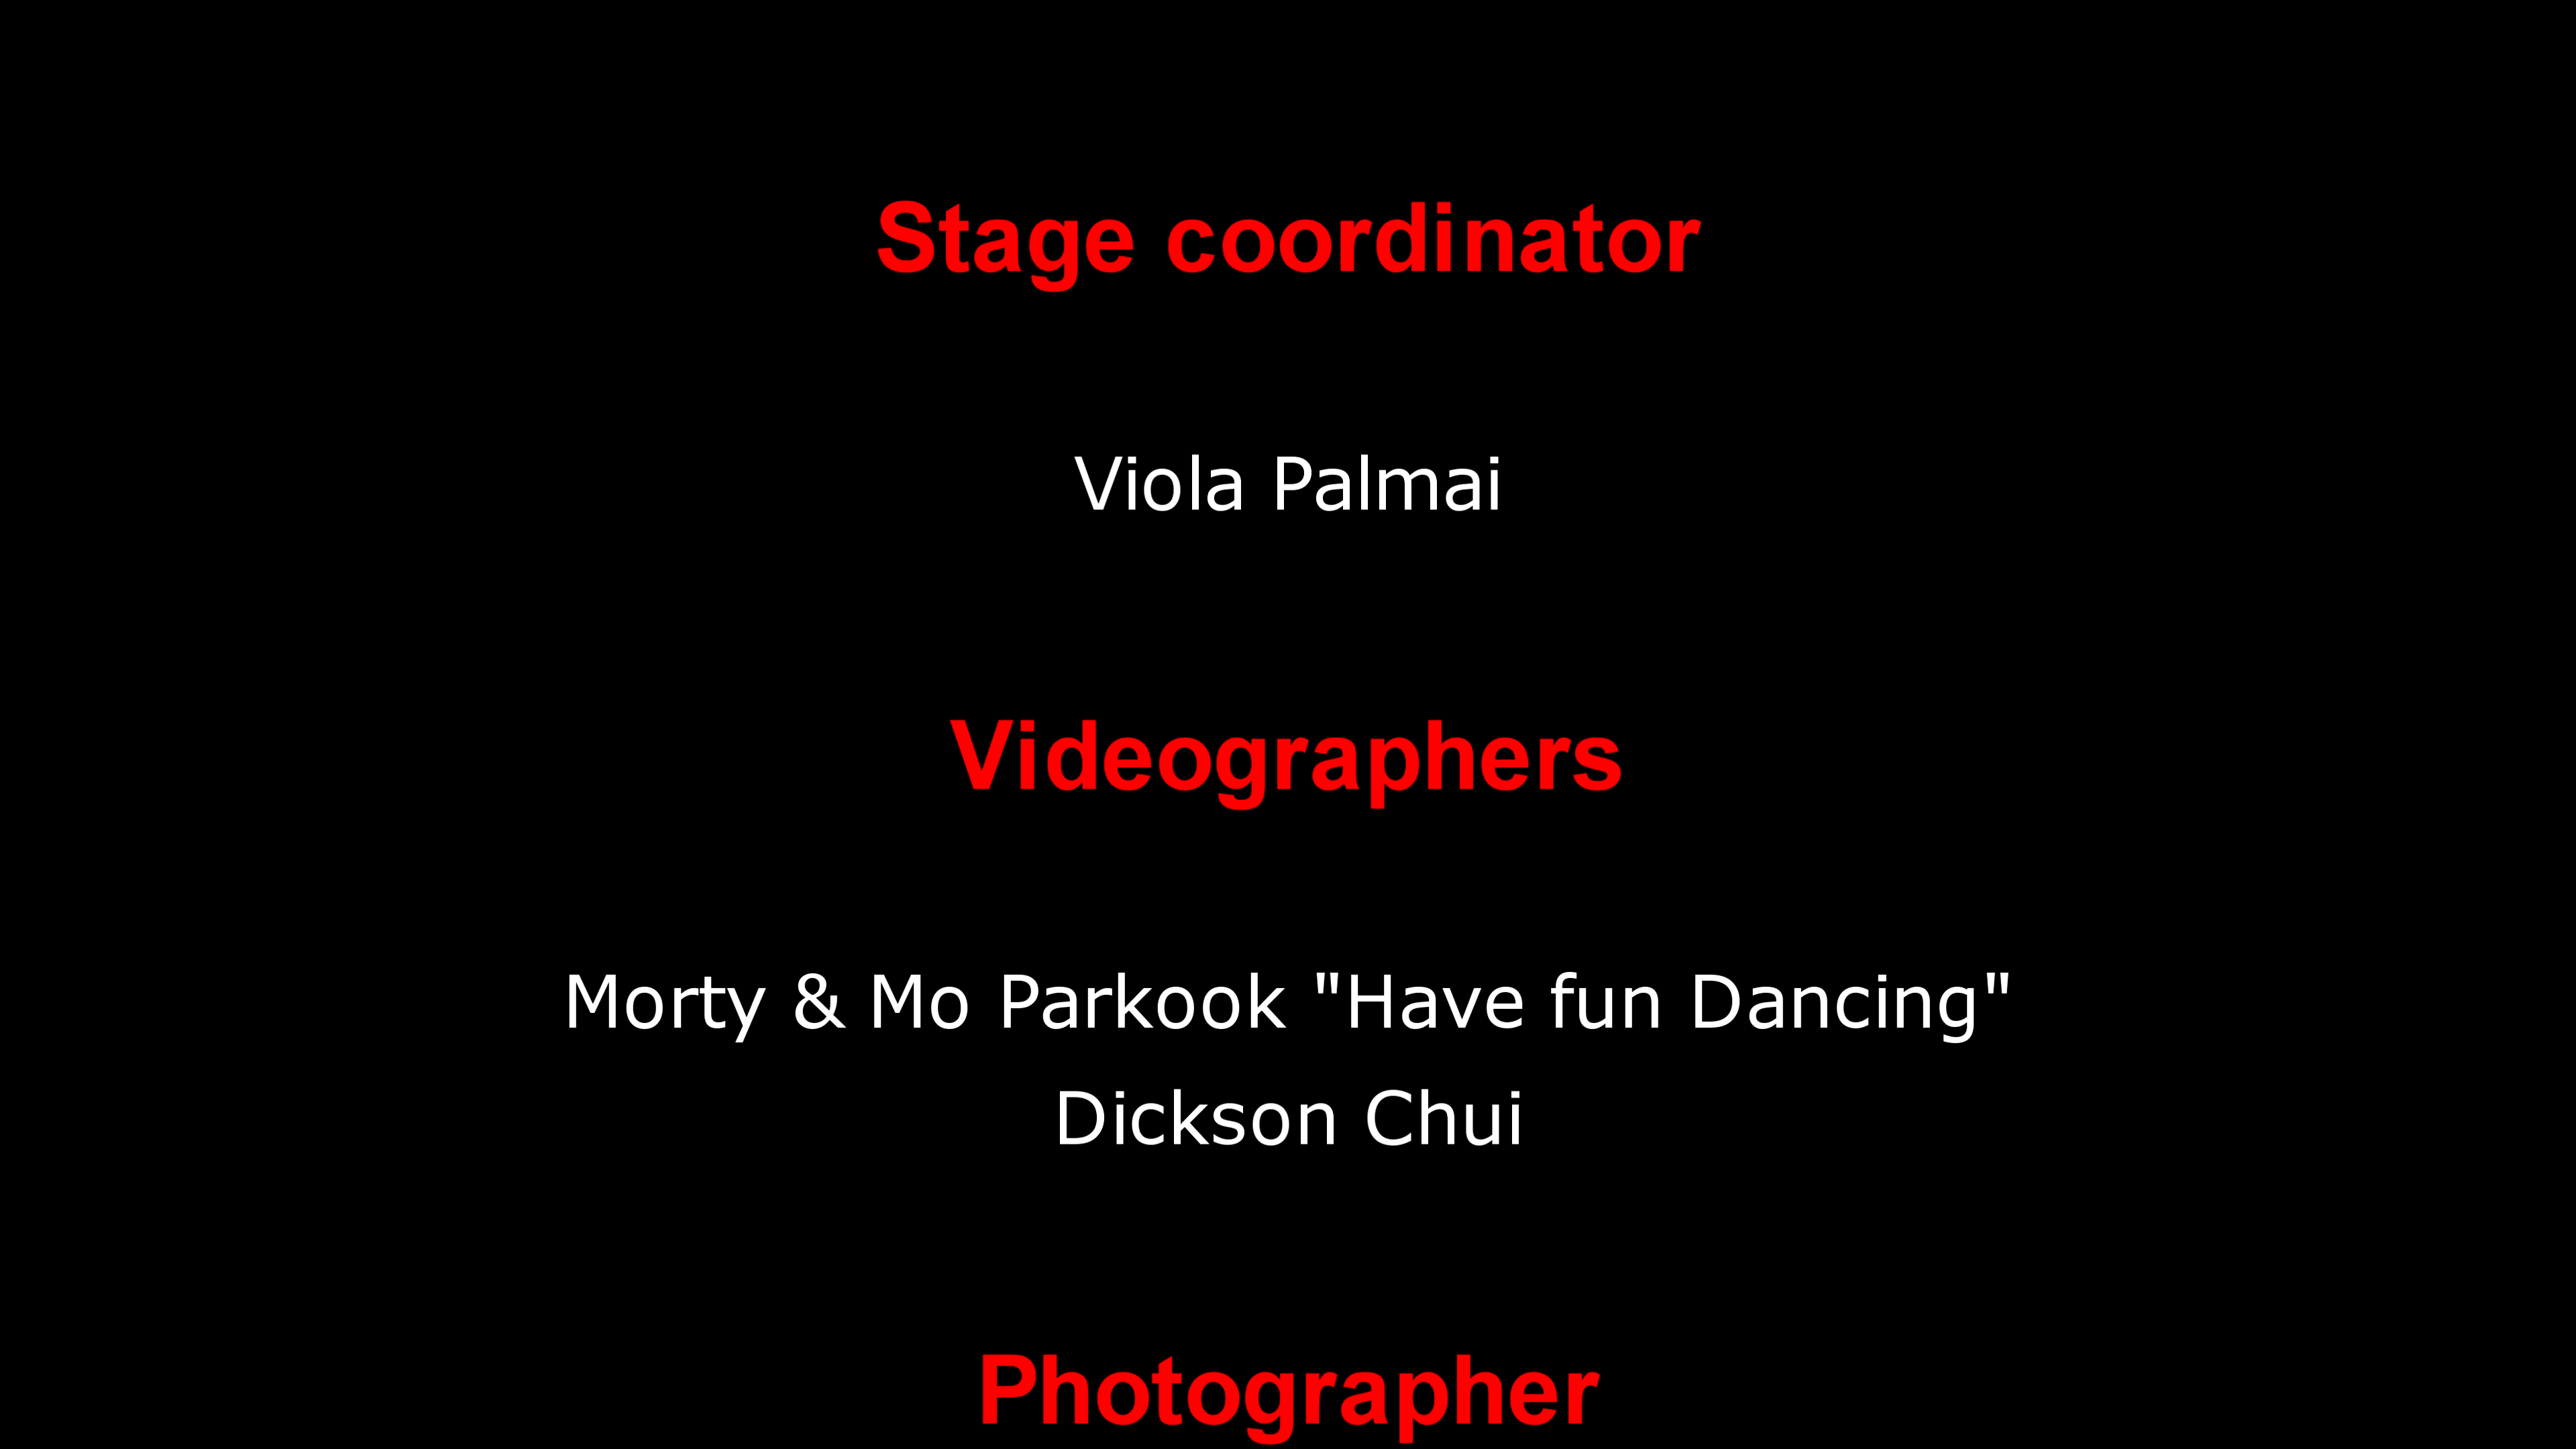 Stage coordinator
Viola Palmai
Videographers
Morty & Mo Parkook "Have fun Dancing"
Dickson Chui
Photographer